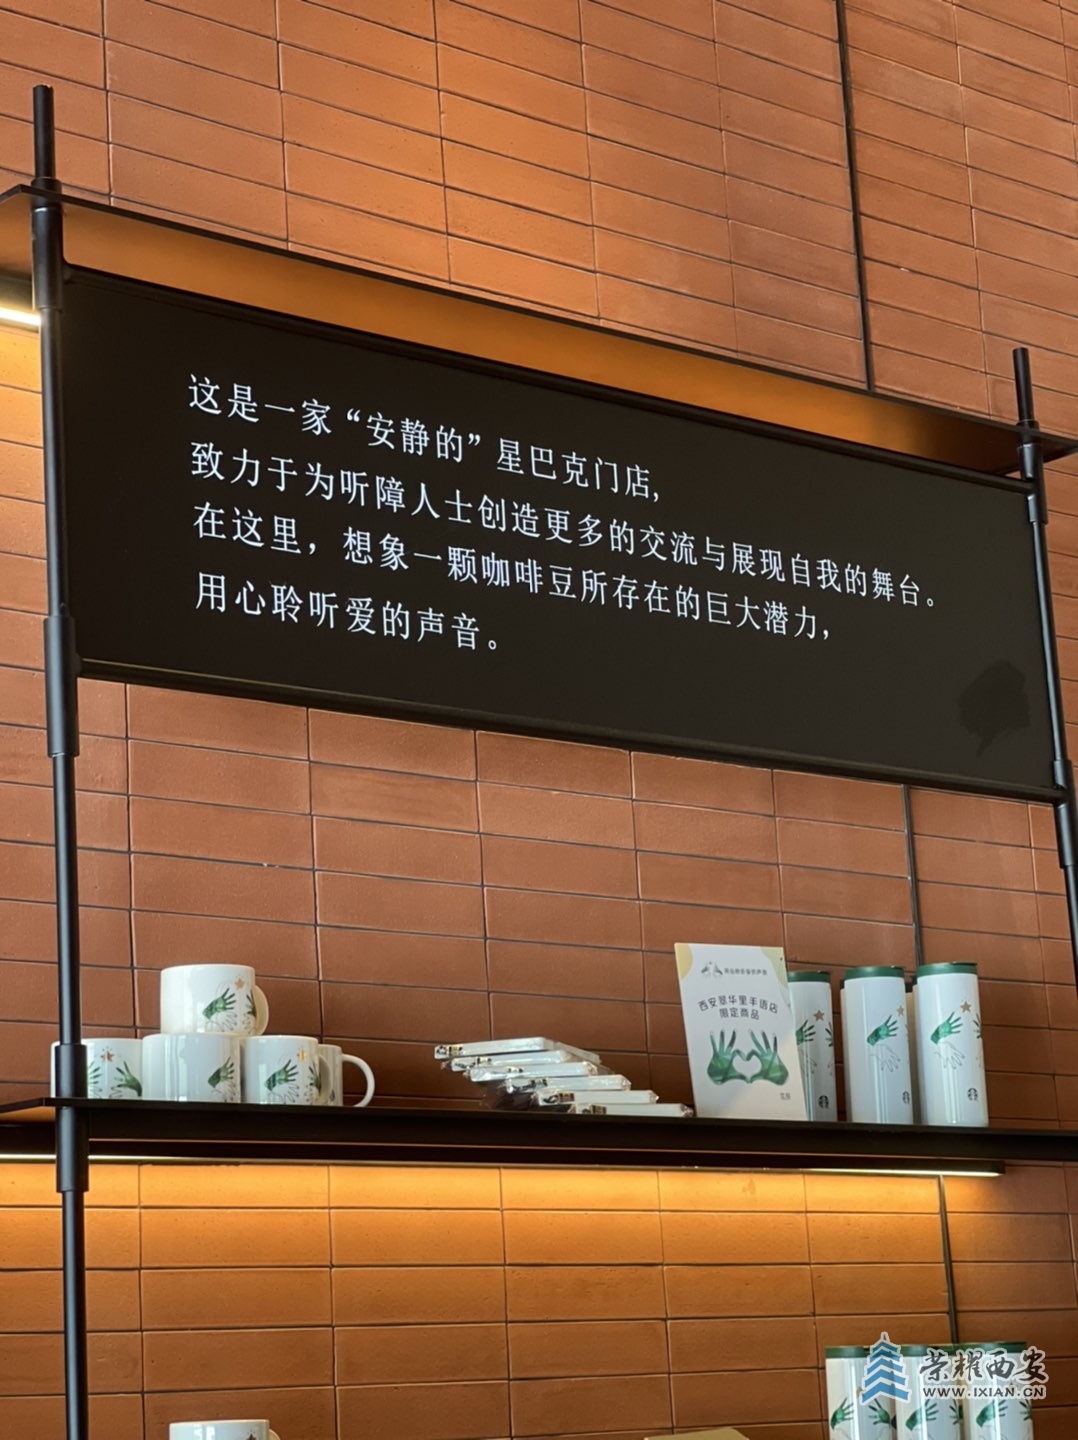 这是一家“安静的”星巴克门店,
致力于为听障人士创造更多的交流与展现自我的舞台。
在这里，想象一颗咖啡豆所存在的巨大潜力,
用心聆听爱的声音。
西安萃华里手语店
限定商品
荣耀西安
WWW.IXIAN.CN